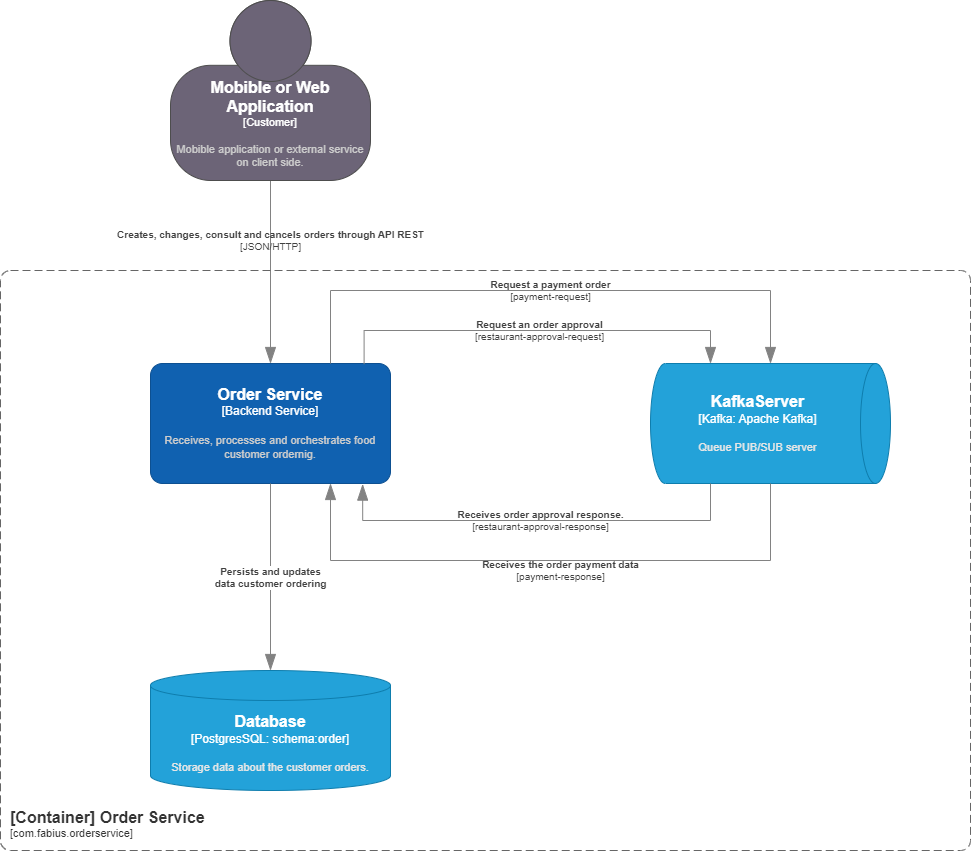 Mobible or Web
Application
[Customer]
Mobible application or external service
on client side.
Creates, changes, consult and cancels orders through API REST
[JSON/HTTP]
Request a payment order
[payment-request]
Request an order approval
[restaurant-approval-request]
Order Service
[Backend Service]
Receives, processes and orchestrates food
customer ordernig.
KafkaServer
[Kafka: Apache Kafka]
Queue PUB/SUB server
Receives order approval response.
[restaurant-approval-response]
Receives the order payment data
[payment-response]
Persists and updates
data customer ordering
Database
[PostgresSQL: schema:order]
Storage data about the customer orders.
[Container] Order Service
[com.fabius.orderservice]